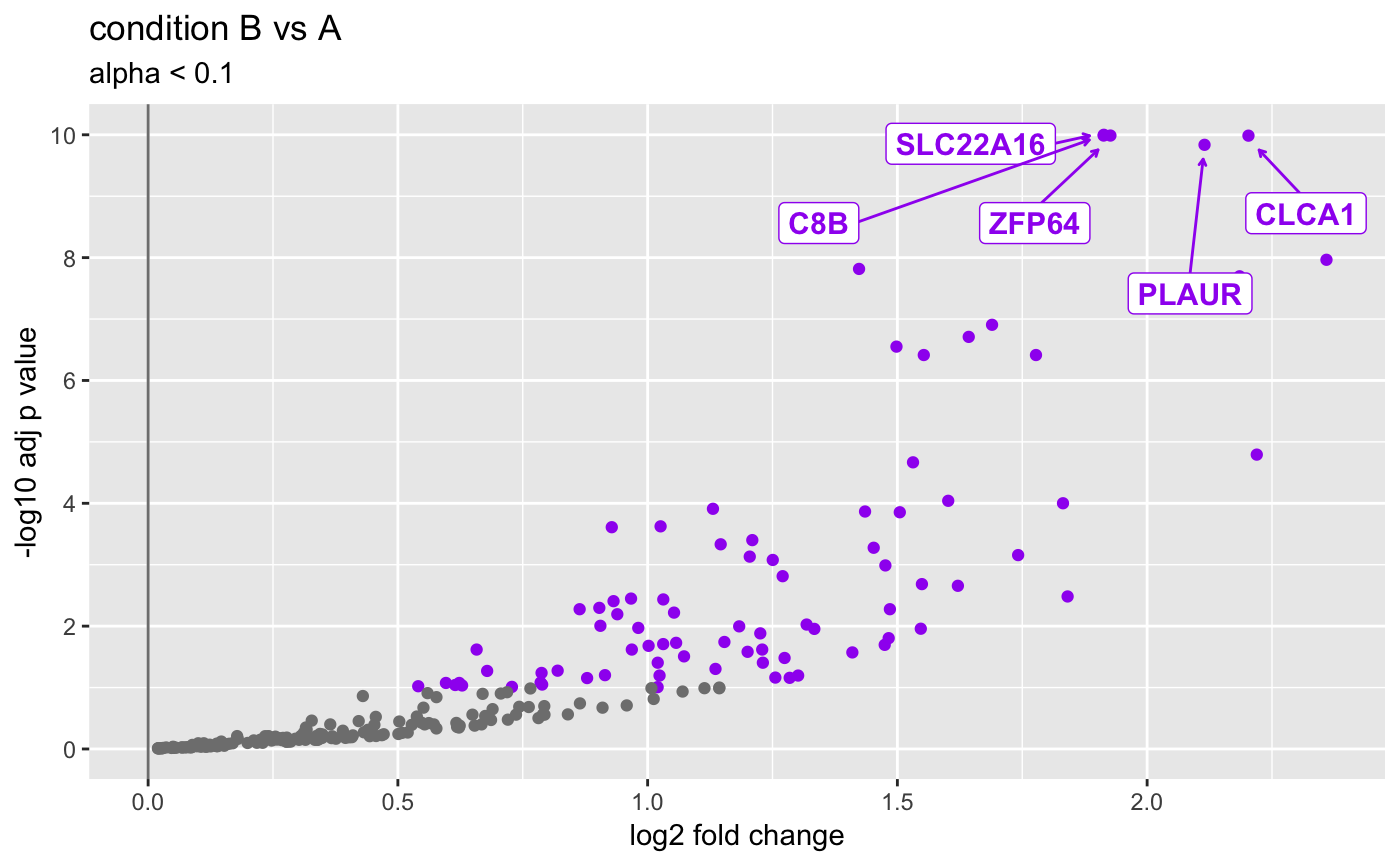 condition B vs A
alpha < 0.1
10
8
6
4
2
0
-log10 adj p value
SLC22A16
C8B
ZFP64
CLCA1
PLAUR
0.0
0.5
1.0
1.5
2.0
log2 fold change